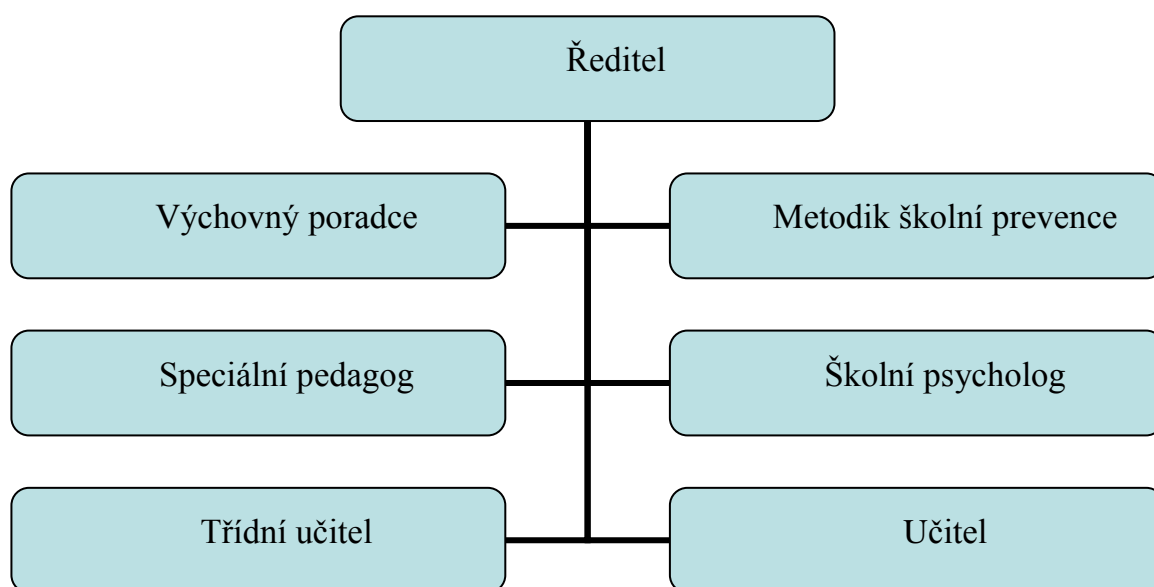 Ředitel
Výchovný poradce
Metodik školní prevence
Speciální pedagog
Školní psycholog
Třídní učitel
Učitel